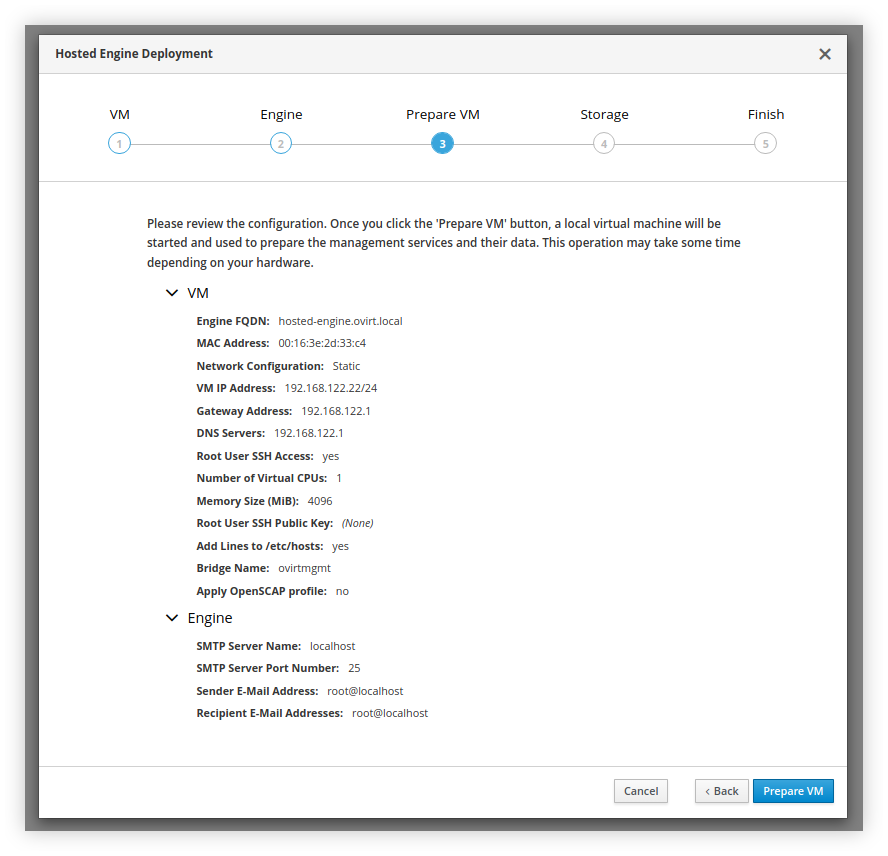 Hosted Engine Deployment
VM
Engine
Prepare VM
Storage
Finish
1
2
3
4
5
Please review the configuration. Once you click the 'Prepare VM' button, a local virtual machine will be
started and used to prepare the management services and their data. This operation may take some time
depending on your hardware.
VM
Engine FQDN: hosted-engine.ovirt.local
MAC Address: 00:16:3e:2d:33:c4
Network Configuration: Static
VM IP Address: 192.168.122.22/24
Gateway Address: 192.168.122.1
DNS Servers: 192.168.122.1
Root User SSH Access: yes
Number of Virtual CPUs: 1
Memory Size (MiB): 4096
Root User SSH Public Key: (None)
Add Lines to /etc/hosts: yes
Bridge Name: ovirtmgmt
Apply OpenSCAP profile: no
Engine
SMTP Server Name: localhost
SMTP Server Port Number: 25
Sender E-Mail Address: root@localhost
Recipient E-Mail Addresses: root@localhost
Cancel
‹ Back
Prepare VM